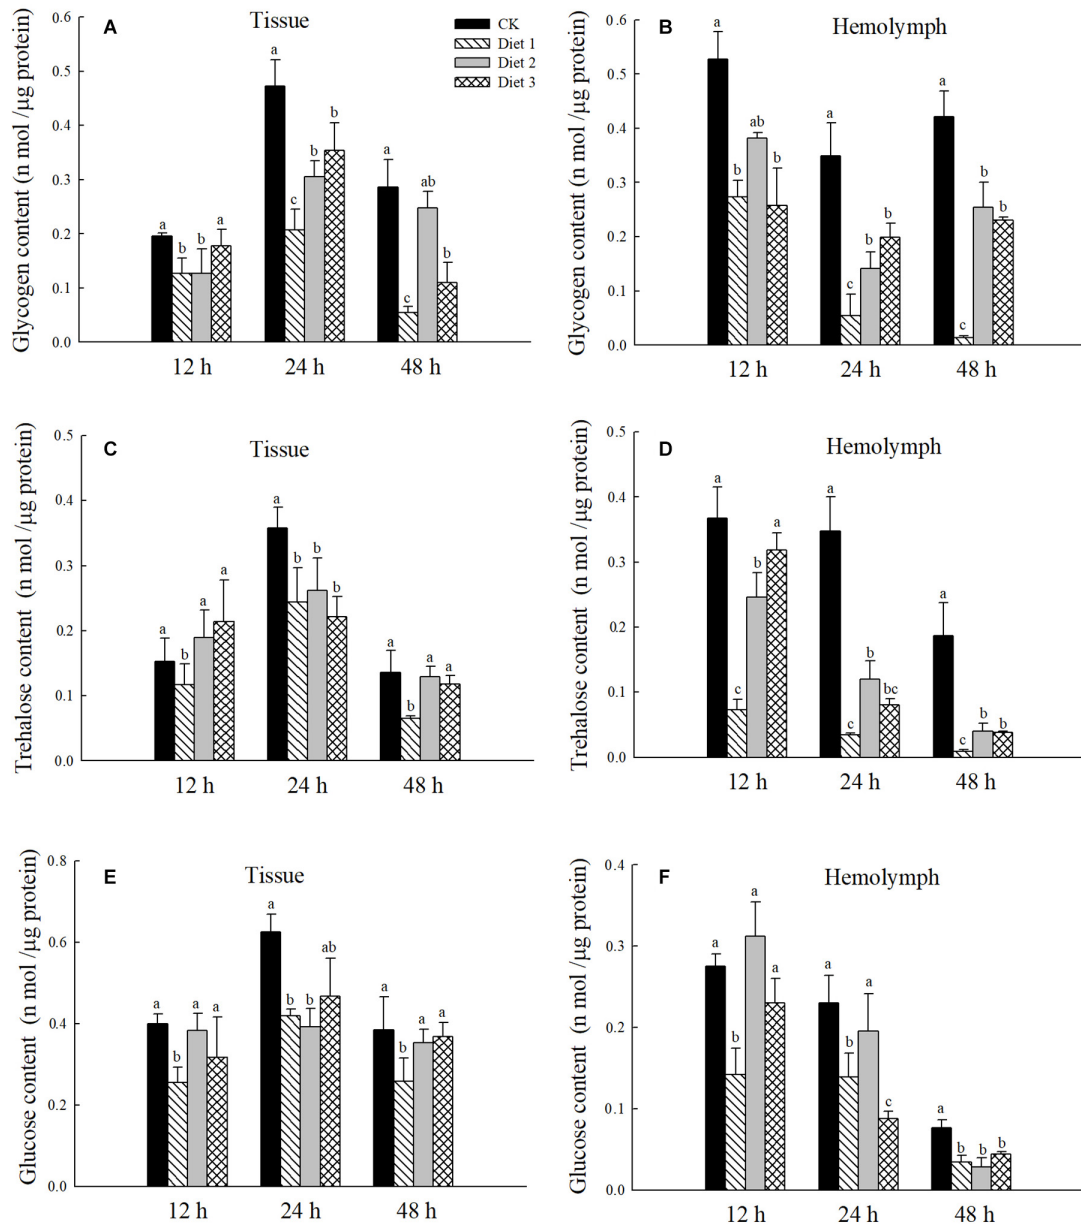 A
Tissue
CK
Diet 1
Diet 2
Diet 3
Glycogen content (n mol /μg protein)
0.6
0.5
0.4
0.3
0.2
0.1
0.0
a b b a
a c b b
a c ab b
12 h 24 h 48 h
B
Hemolymph
Glycogen content (n mol /μg protein)
0.6
0.5
0.4
0.3
0.2
0.1
0.0
a b ab b
a c b b
a c b b
12 h 24 h 48 h
C
Tissue
Trehalose content (n mol /μg protein)
0.5
0.4
0.3
0.2
0.1
0.0
a b a a
a b b b
a b a a
12 h 24 h 48 h
D
Hemolymph
Trehalose content (n mol /μg protein)
0.5
0.4
0.3
0.2
0.1
0.0
a c b a
a c b bc
a c b b
12 h 24 h 48 h
E
Tissue
Glucose content (n mol /μg protein)
0.8
0.6
0.4
0.2
0.0
a b a a
a b b ab
a b a a
12 h 24 h 48 h
F
Hemolymph
Glucose content (n mol /μg protein)
0.4
0.3
0.2
0.1
0.0
a b a a
a b a c
a b b b
12 h 24 h 48 h